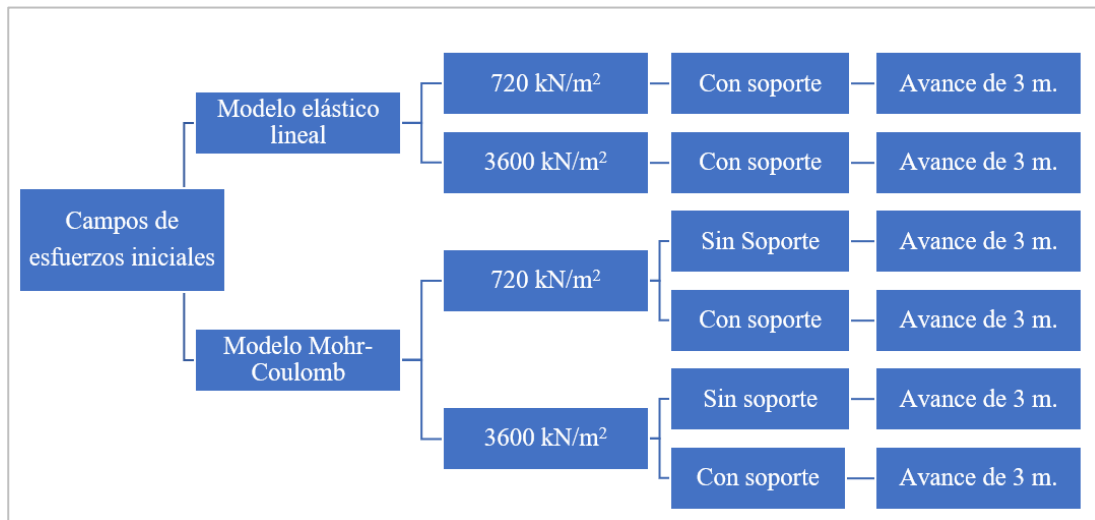 720 kN/m²
Con soporte
Avance de 3 m.
Modelo elástico
lineal
3600 kN/m²
Con soporte
Avance de 3 m.
Campos de
esfuerzos iniciales
Sin Soporte
Avance de 3 m.
720 kN/m²
Con soporte
Avance de 3 m.
Modelo Mohr-
Coulomb
Sin soporte
Avance de 3 m.
3600 kN/m²
Con soporte
Avance de 3 m.